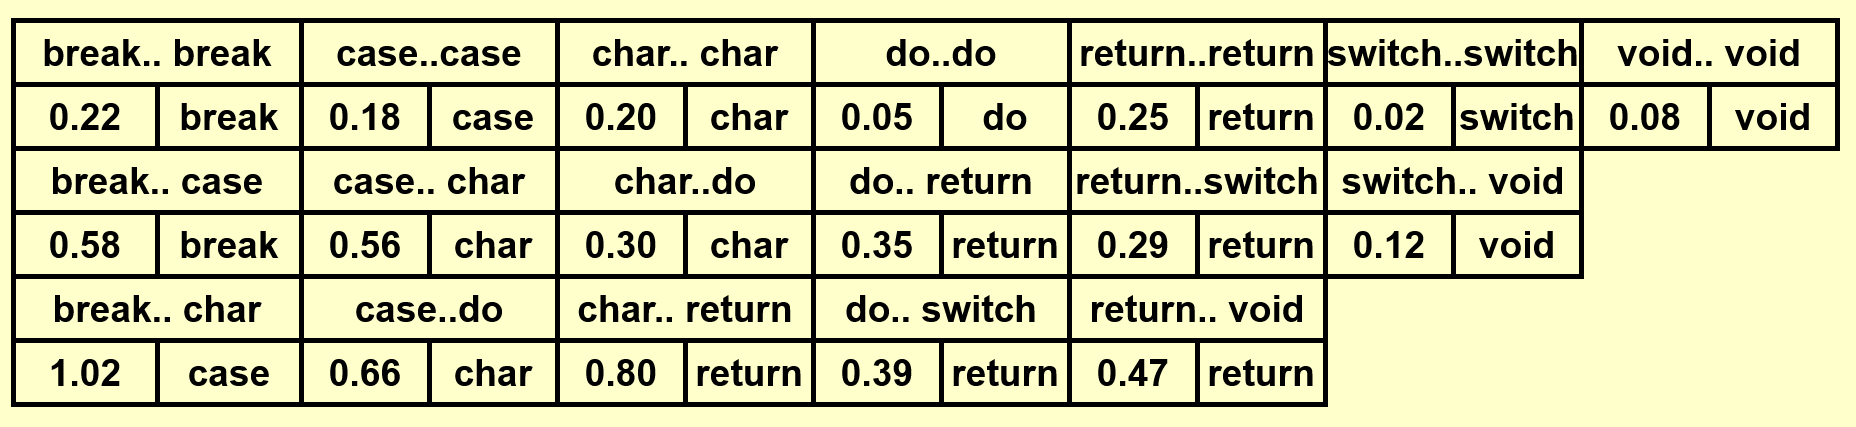 break.. break case..case char.. char do..do return..return switch..switch void.. void
0.22 break 0.18 case 0.20 char 0.05 do 0.25 return 0.02 switch 0.08 void
break.. case case.. char char..do do.. return return..switch switch.. void
0.58 break 0.56 char 0.30 char 0.35 return 0.29 return 0.12 void
break.. char case..do char.. return do.. switch return.. void
1.02 case 0.66 char 0.80 return 0.39 return 0.47 return